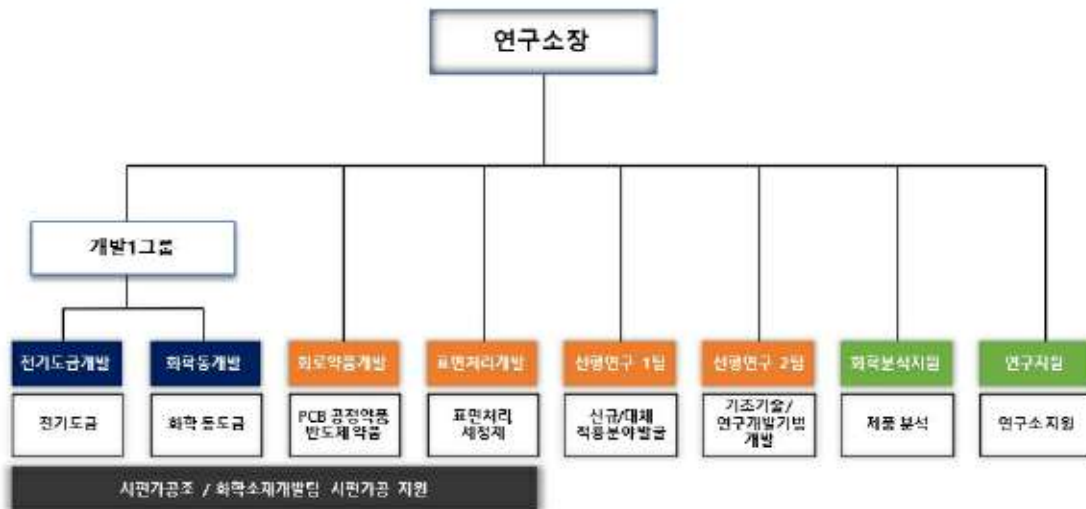 연구소장
개발1그룹
전기도금개발
화학동개발
회로약품개발
표면처리개발
선행연구 1팀
선행연구 2팀
화학분석지원
연구지원
전기도금
화학 동도금
PCB 공정약품
반도체 약품
표면처리,
세정제
신규/대체
적용분야발굴
기초기술/
연구개발기법
개발
제품 분석
연구소 지원
시편가공조 / 화학소재개발팀 시편가공 지원